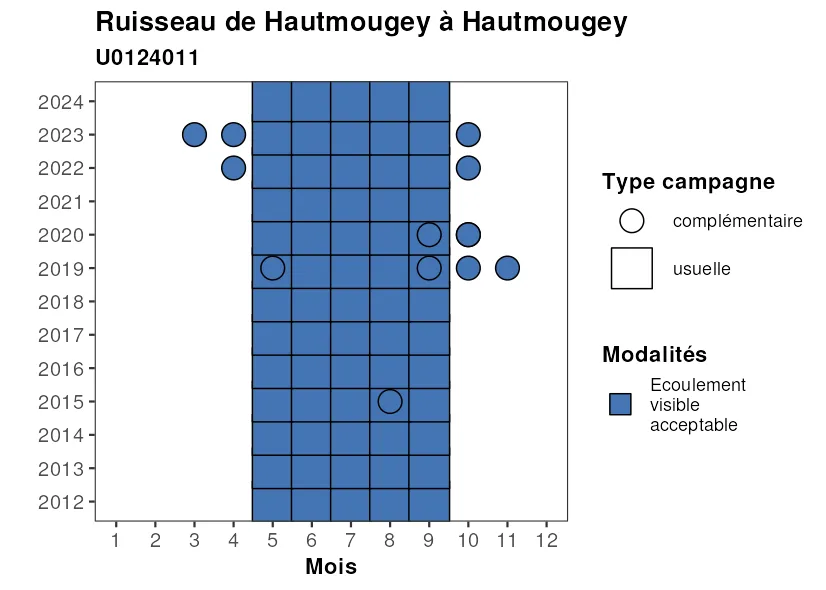 Ruisseau de Hautmougey à Hautmougey
U0124011
2024
2023
2022
2021
2020
2019
2018
2017
2016
2015
2014
2013
2012
1 2 3 4 5 6 7 8 9 10 11 12
Mois
Type campagne
complémentaire
usuelle
Modalités
Ecoulement
visible
acceptable